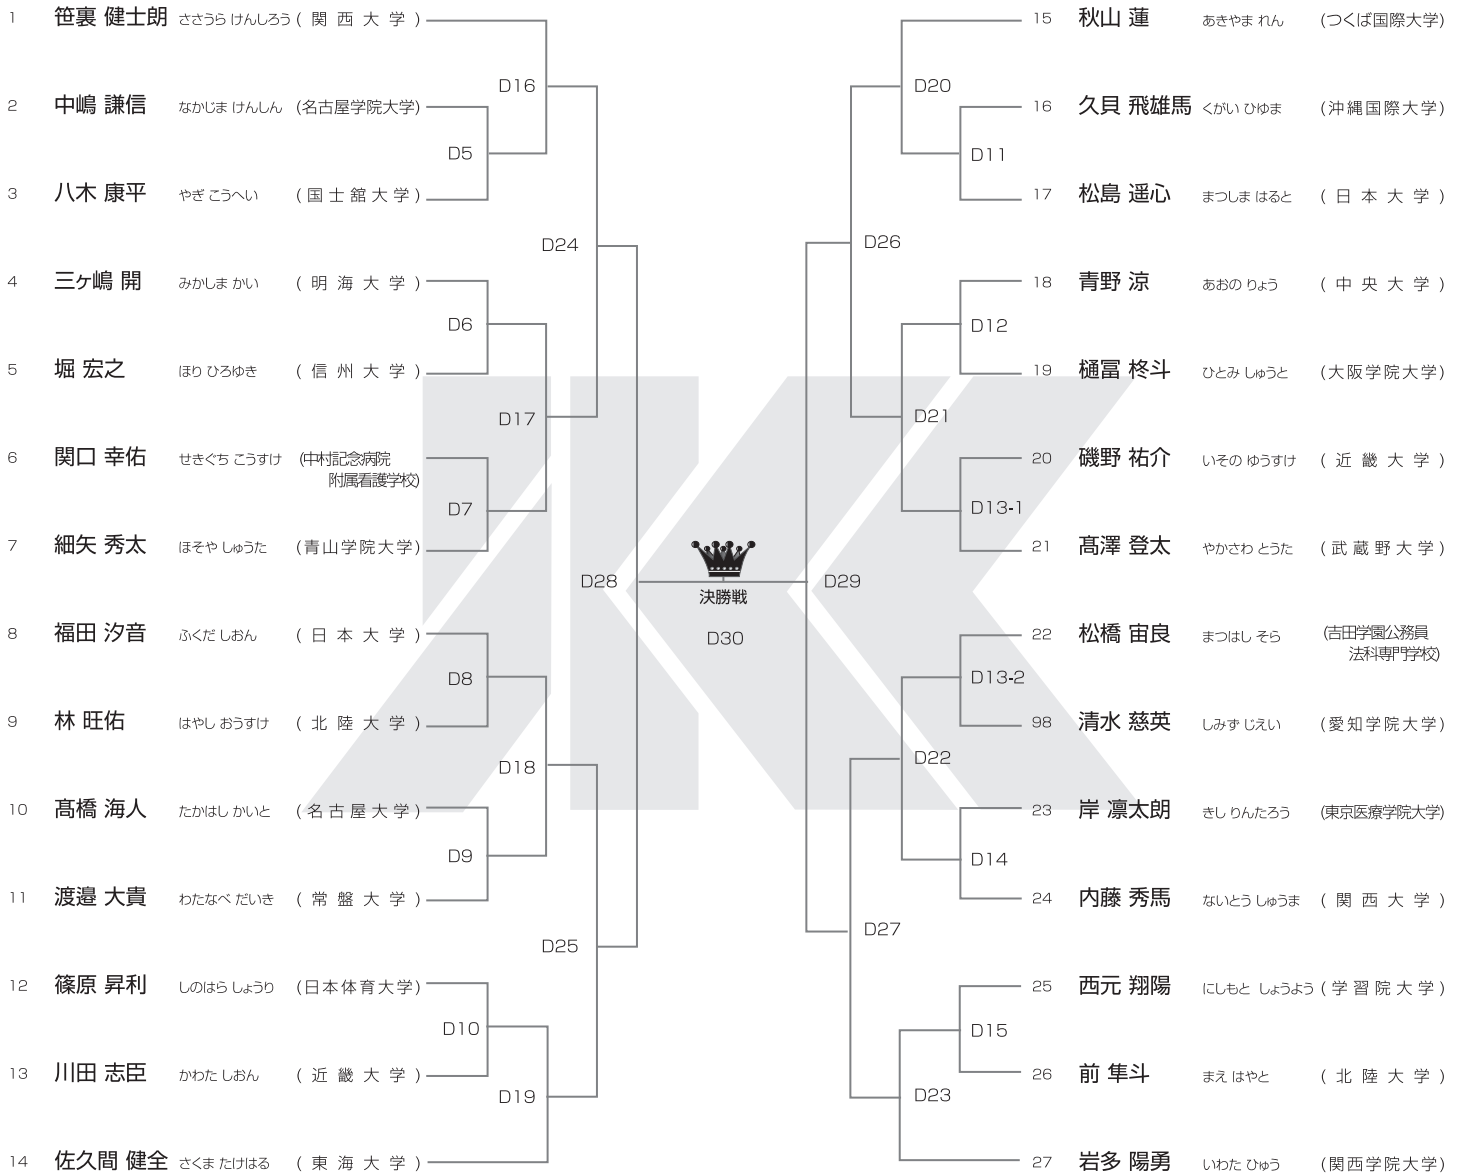 1 笹裏 健士朗 ささうら けんしろう ( 関 西 大 学 )
D16
2 中嶋 謙信 なかじま けんしん (名古屋学院大学)
D5
3 八木 康平 やぎ こうへい ( 国 士 舘 大 学 )
D24
4 三ヶ嶋 開 みかしま かい ( 明 海 大 学 )
D6
5 堀 宏之 ほり ひろゆき ( 信 州 大 学 )
D17
6 関口 幸佑 せきぐち こうすけ (中村記念病院
附属看護学校)
D7
7 細矢 秀太 ほそや しゅうた (青山学院大学)
D28
8 福田 汐音 ふくだ しおん ( 日 本 大 学 )
D8
9 林 旺佑 はやし おうすけ ( 北 陸 大 学 )
D18
10 髙橋 海人 たかはし かいと ( 名 古 屋 大 学 )
D9
11 渡邉 大貴 わたなべ だいき ( 常 盤 大 学 )
D25
12 篠原 昇利 しのはら しょうり (日本体育大学)
D10
13 川田 志臣 かわた しおん ( 近 畿 大 学 )
D19
14 佐久間 健全 さくま たけはる ( 東 海 大 学 )
決勝戦
D30
15 秋山 蓮 あきやま れん (つくば国際大学)
D20
16 久貝 飛雄馬 くがい ひゆま (沖縄国際大学)
D11
17 松島 遥心 まつしま はると ( 日 本 大 学 )
D26
18 青野 涼 あおの りょう ( 中 央 大 学 )
D12
19 樋冨 柊斗 ひとみ しゅうと (大阪学院大学)
D21
20 磯野 祐介 いその ゆうすけ ( 近 畿 大 学 )
D13-1
21 髙澤 登太 やかさわ とうた ( 武 蔵 野 大 学 )
D29
22 松橋 宙良 まつはし そら (吉田学園公務員
法科専門学校)
D13-2
98 清水 慈英 しみず じえい (愛知学院大学)
D22
23 岸 凛太朗 きし りんたろう (東京医療学院大学)
D14
24 内藤 秀馬 ないとう しゅうま ( 関 西 大 学 )
D27
25 西元 翔陽 にしもと しょうよう ( 学 習 院 大 学 )
D15
26 前 隼斗 まえ はやと ( 北 陸 大 学 )
D23
27 岩多 陽勇 いわた ひゅう (関西学院大学)